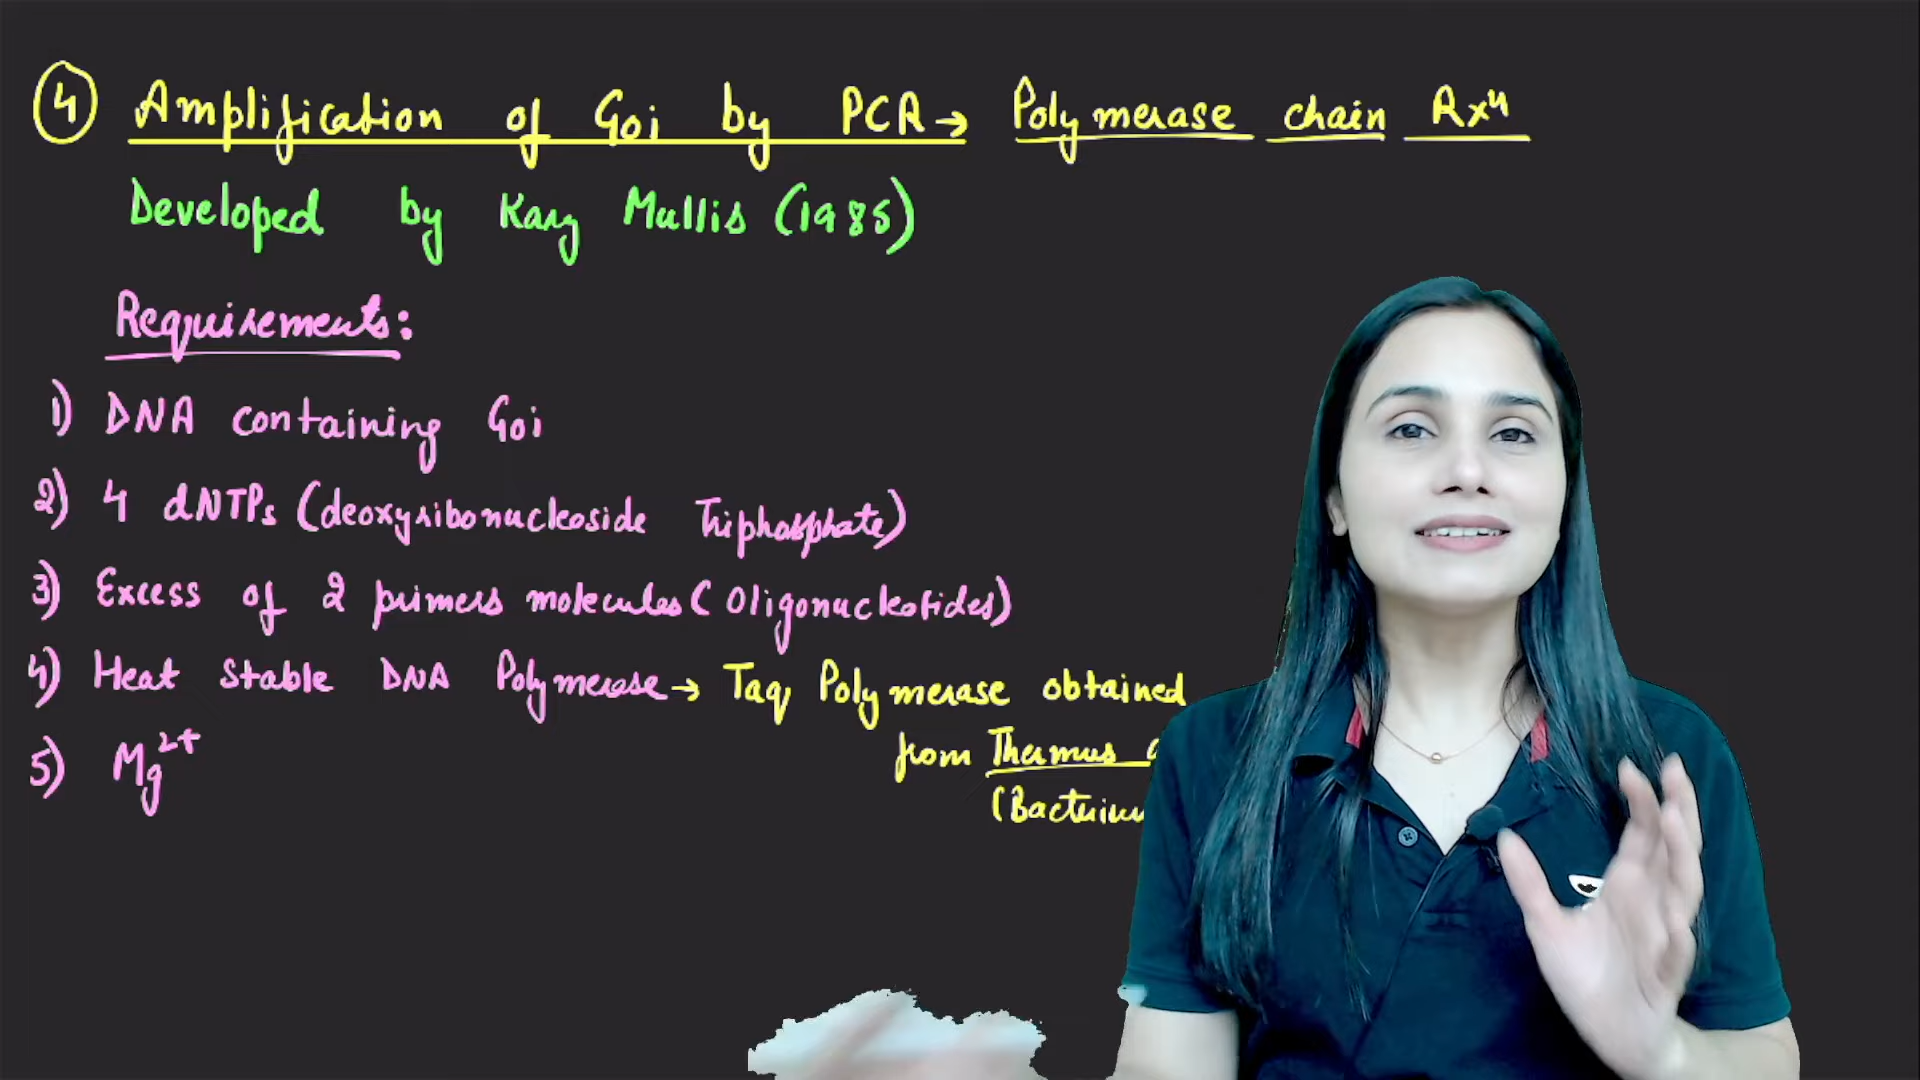 4 Amplification of Goi by PCR → Polymerase chain Rxn
Developed by Kary Mullis (1985)
Requirements:
1) DNA containing Goi
2) 4 dNTPs (deoxyribonucleoside Triphosphate)
3) Excess of 2 primers molecules (Oligonucleotides)
4) Heat Stable DNA Polymerase → Taq Polymerase obtained
from Thermus
(Bacterium
5) Mg2+